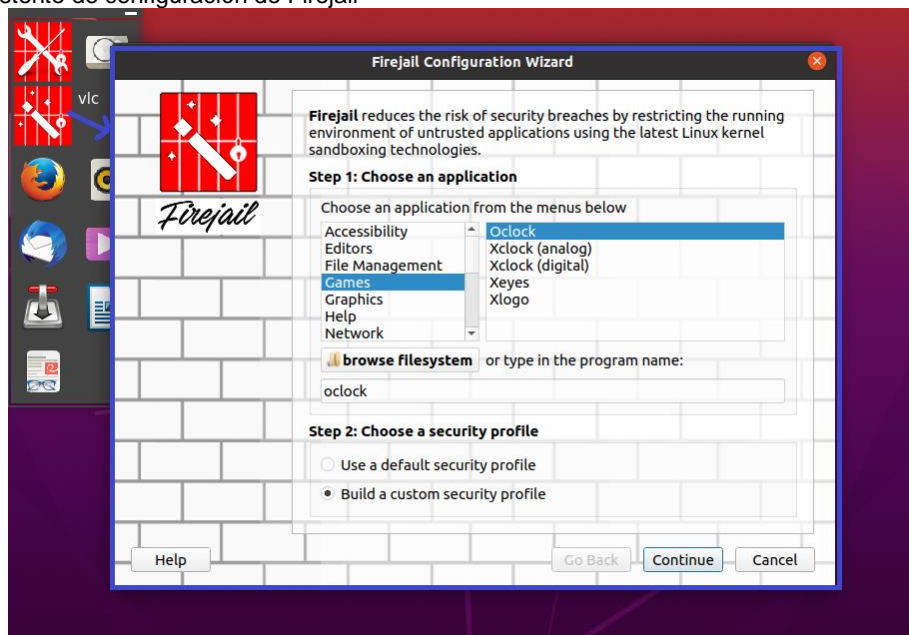 configuración de Firejail
Firejail Configuration Wizard
vlc
Firejail reduces the risk of security breaches by restricting the running
environment of untrusted applications using the latest Linux kernel
sandboxing technologies.
Step 1: Choose an application
Firejail
Choose an application from the menus below
Accessibility
Editors
File Management
Games
Graphics
Help
Network
Oclock
Xclock (analog)
Xclock (digital)
Xeyes
Xlogo
browse filesystem or type in the program name:
oclock
Step 2: Choose a security profile
Use a default security profile
Build a custom security profile
Help
Go Back
Continue
Cancel